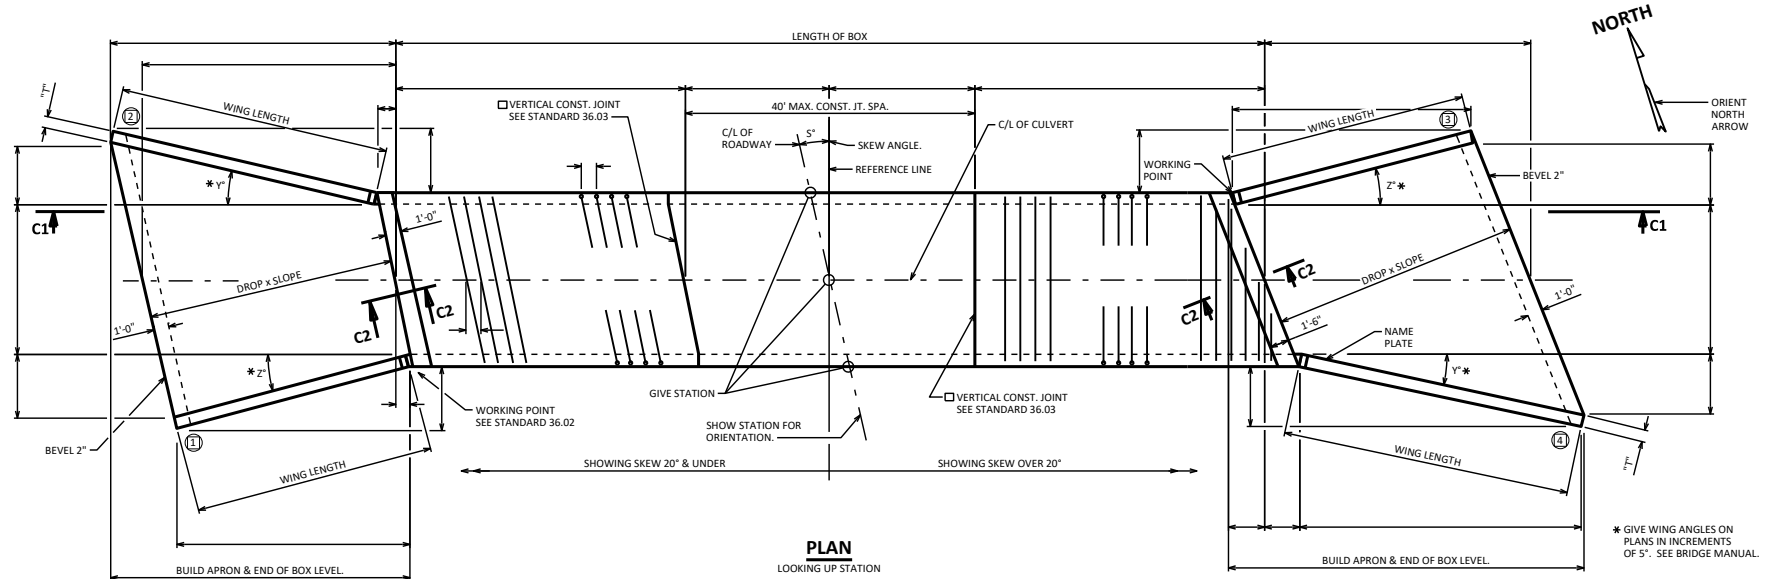 NORTH
LENGTH OF BOX
"T"
2
WING LENGTH
VERTICAL CONST. JOINT
SEE STANDARD 36.03
40' MAX. CONST. JT. SPA.
C/L OF
ROADWAY
S°
SKEW ANGLE.
REFERENCE LINE
C/L OF CULVERT
WING LENGTH
3
ORIENT
NORTH
ARROW
WORKING
POINT
BEVEL 2"
* Y°
Z° *
C1
C1
1'-0"
DROP x SLOPE
DROP x SLOPE
C2
C2
C2
C2
1'-0"
1'-0"
1'-6"
NAME
PLATE
* Z°
Y° *
GIVE STATION
VERTICAL CONST. JOINT
SEE STANDARD 36.03
WORKING POINT
SEE STANDARD 36.02
SHOW STATION FOR
ORIENTATION.
BEVEL 2"
1
4
WING LENGTH
WING LENGTH
"T"
SHOWING SKEW 20° & UNDER
SHOWING SKEW OVER 20°
* GIVE WING ANGLES ON
PLANS IN INCREMENTS
OF 5°. SEE BRIDGE MANUAL.
PLAN
LOOKING UP STATION
BUILD APRON & END OF BOX LEVEL.
BUILD APRON & END OF BOX LEVEL.